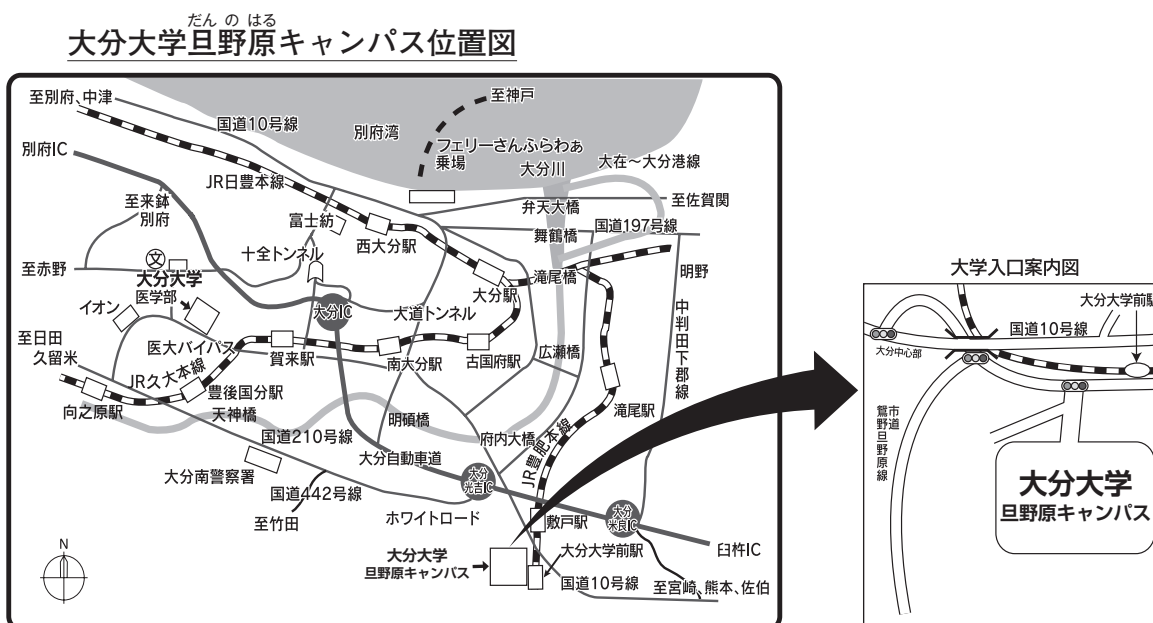 だんのはる
大分大学旦野原キャンパス位置図
至別府、中津
国道10号線
別府湾
至神戸
フェリーさんふらわぁ
乗場
大分川
大在〜大分港線
別府IC
JR日豊本線
至来鉢
別府
富士紡
西大分駅
弁天大橋
至佐賀関
舞鶴橋
国道197号線
十全トンネル
至赤野
文
大分大学
医学部
大分駅
滝尾橋
明野
イオン
大分IC
大道トンネル
中判田下郡線
至日田
久留米
医大バイパス
賀来駅
南大分駅
古国府駅
広瀬橋
JR久大本線
豊後国分駅
向之原駅
天神橋
明磧橋
滝尾駅
府内大橋
JR豊肥本線
国道210号線
大分自動車道
大分南警察署
国道442号線
至竹田
大分
光吉IC
ホワイトロード
敷戸駅
大分
米良IC
臼杵IC
大分大学
旦野原キャンパス
大分大学前駅
国道10号線
至宮崎、熊本、佐伯
N
大学入口案内図
大分大学前駅
国道10号線
大分中心部
市道
鷲野旦野原線
大分大学
旦野原キャンパス